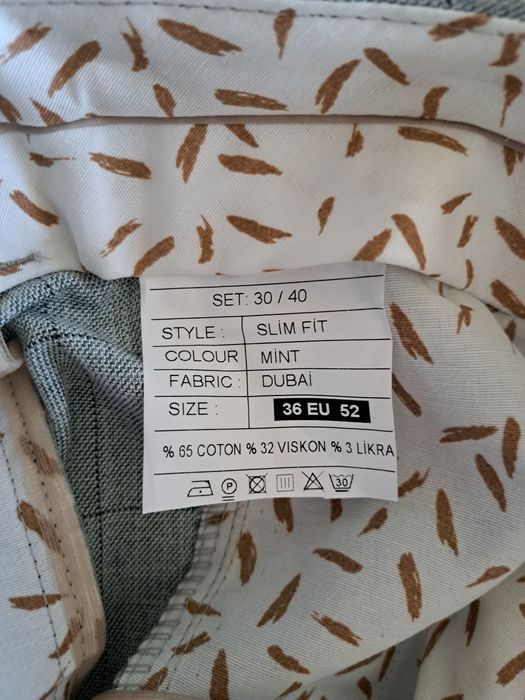 SET: 30 / 40
STYLE : SLİM FİT
COLOUR MİNT
FABRIC : DUBAİ
SIZE : 36 EU 52
% 65 COTON % 32 VISKON % 3 LİKRA
P 30